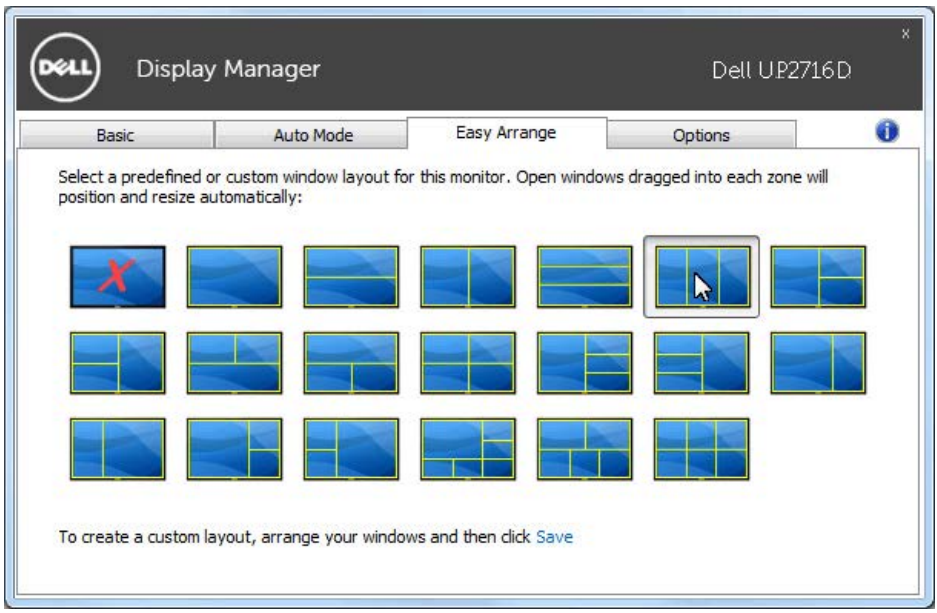 x
DELL
Display Manager
Dell UP2716D
Basic
Auto Mode
Easy Arrange
Options
i
Select a predefined or custom window layout for this monitor. Open windows dragged into each zone will
position and resize automatically:
X
To create a custom layout, arrange your windows and then click Save